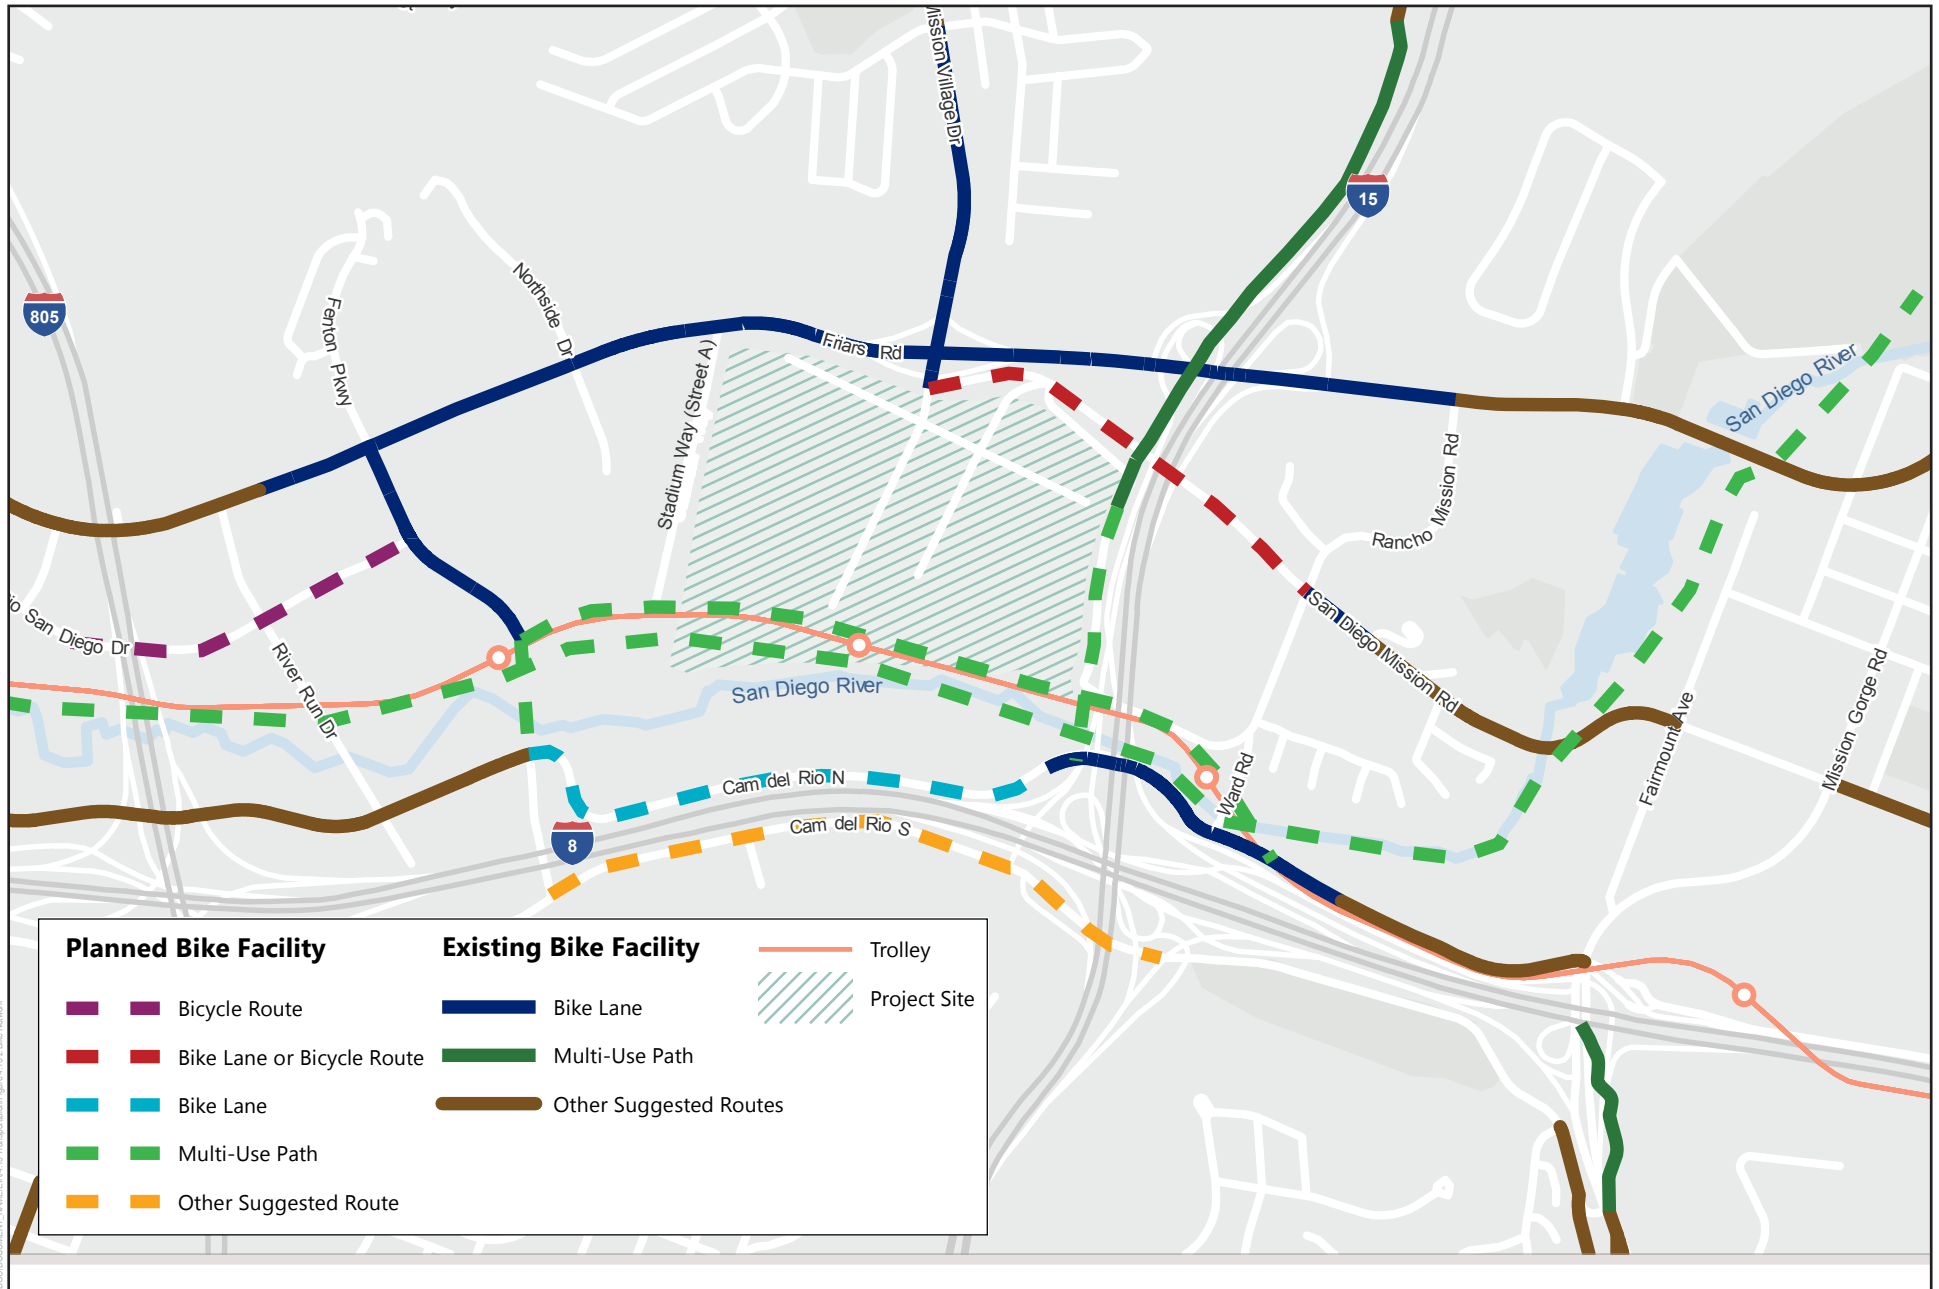 Mission Village Dr
15
805
Northside Dr
Fenton Pkwy
Friars Rd
Stadium Way (Street A)
San Diego River
Rancho Mission Rd
io San Diego Dr
River Run Dr
San Diego Mission Rd
San Diego River
Fairmount Ave
Mission Gorge Rd
Ward Rd
Cam del Rio N
Cam del Rio S
8
Planned Bike Facility
Bicycle Route
Bike Lane or Bicycle Route
Bike Lane
Multi-Use Path
Other Suggested Route
Existing Bike Facility
Bike Lane
Multi-Use Path
Other Suggested Routes
Trolley
Project Site